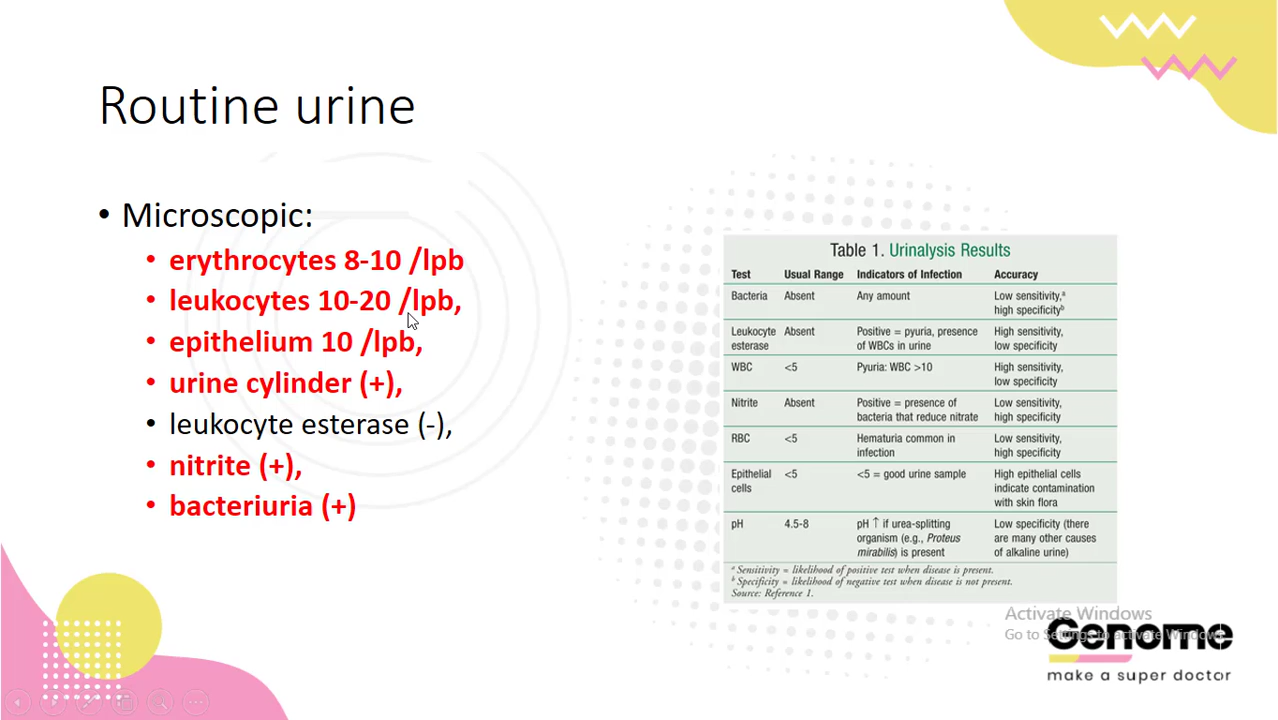 Routine urine
• Microscopic:
• erythrocytes 8-10 /lpb
• leukocytes 10-20 /lpb,
• epithelium 10 /lpb,
• urine cylinder (+),
• leukocyte esterase (-),
• nitrite (+),
• bacteriuria (+)
Table 1. Urinalysis Results
Test Usual Range Indicators of Infection Accuracy
Bacteria Absent Any amount Low sensitivity,a
high specificityb
Leukocyte Absent Positive = pyuria, presence High sensitivity,
esterase of WBCs in urine low specificity
WBC <5 Pyuria: WBC >10 High sensitivity,
low specificity
Nitrite Absent Positive = presence of Low sensitivity,
bacteria that reduce nitrate high specificity
RBC <5 Hematuria common in Low sensitivity,
infection high specificity
Epithelial <5 <5 = good urine sample High epithelial cells
cells indicate contamination
with skin flora
pH 4.5-8 pH ↑ if urea-splitting Low specificity (there
organism (e.g., Proteus are many other causes
mirabilis) is present of alkaline urine)
a Sensitivity = likelihood of positive test when disease is present.
b Specificity = likelihood of negative test when disease is not present.
Source: Reference 1.
Activate Windows
Go to Settings to activate Windows.
Genome
make a super doctor